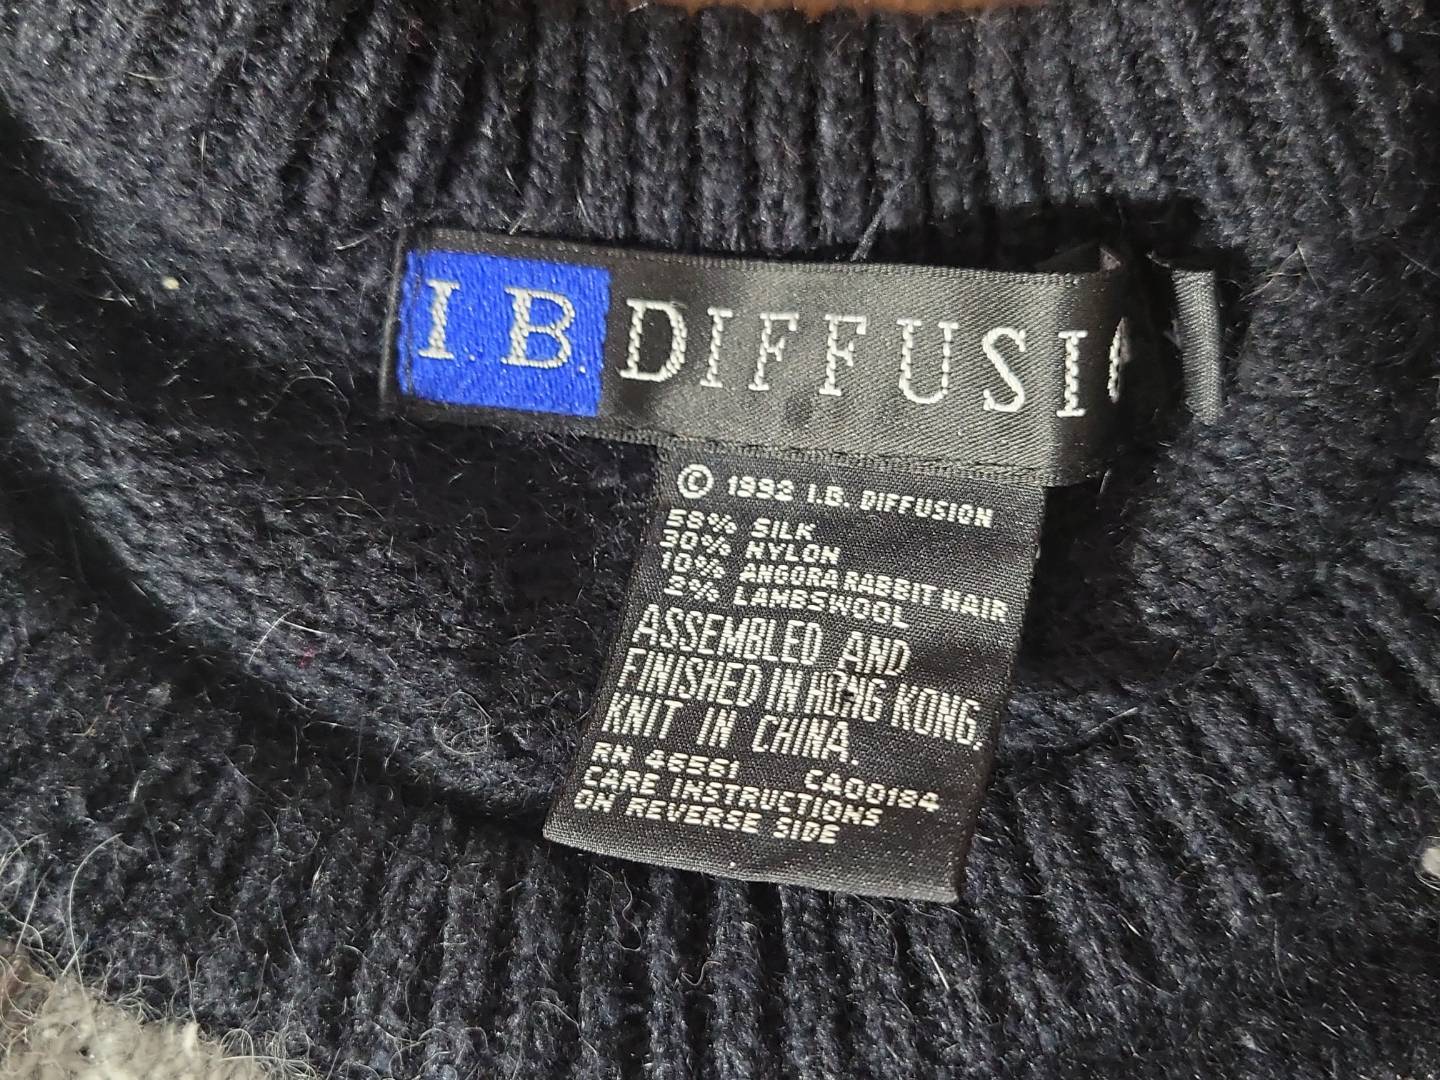 I B DIFFUSIO
© 1992 I.B. DIFFUSION
58% SILK
30% NYLON
10% ANGORA RABBIT HAIR
2% LAMBSWOOL
ASSEMBLED AND
FINISHED IN HONG KONG,
KNIT IN CHINA.
RN 46561 CA00184
CARE INSTRUCTIONS
ON REVERSE SIDE